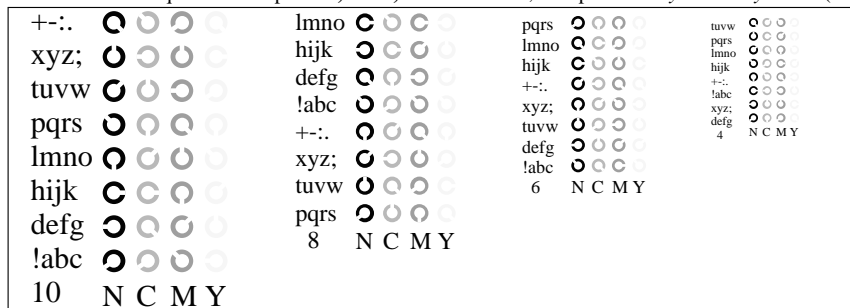 +-:.
xyz;
tuvw
pqrs
lmno
hijk
defg
!abc
10 N C M Y
lmno
hijk
defg
!abc
+-:.
xyz;
tuvw
pqrs
8 N C M Y
pqrs
lmno
hijk
+-:.
xyz;
tuvw
defg
!abc
6 N C M Y
tuvw
pqrs
lmno
hijk
+-:.
!abc
xyz;
defg
4 N C M Y